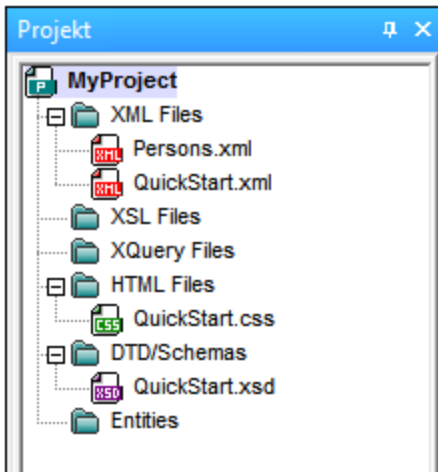 Projekt
MyProject
XML Files
Persons.xml
QuickStart.xml
XSL Files
XQuery Files
HTML Files
QuickStart.css
DTD/Schemas
QuickStart.xsd
Entities